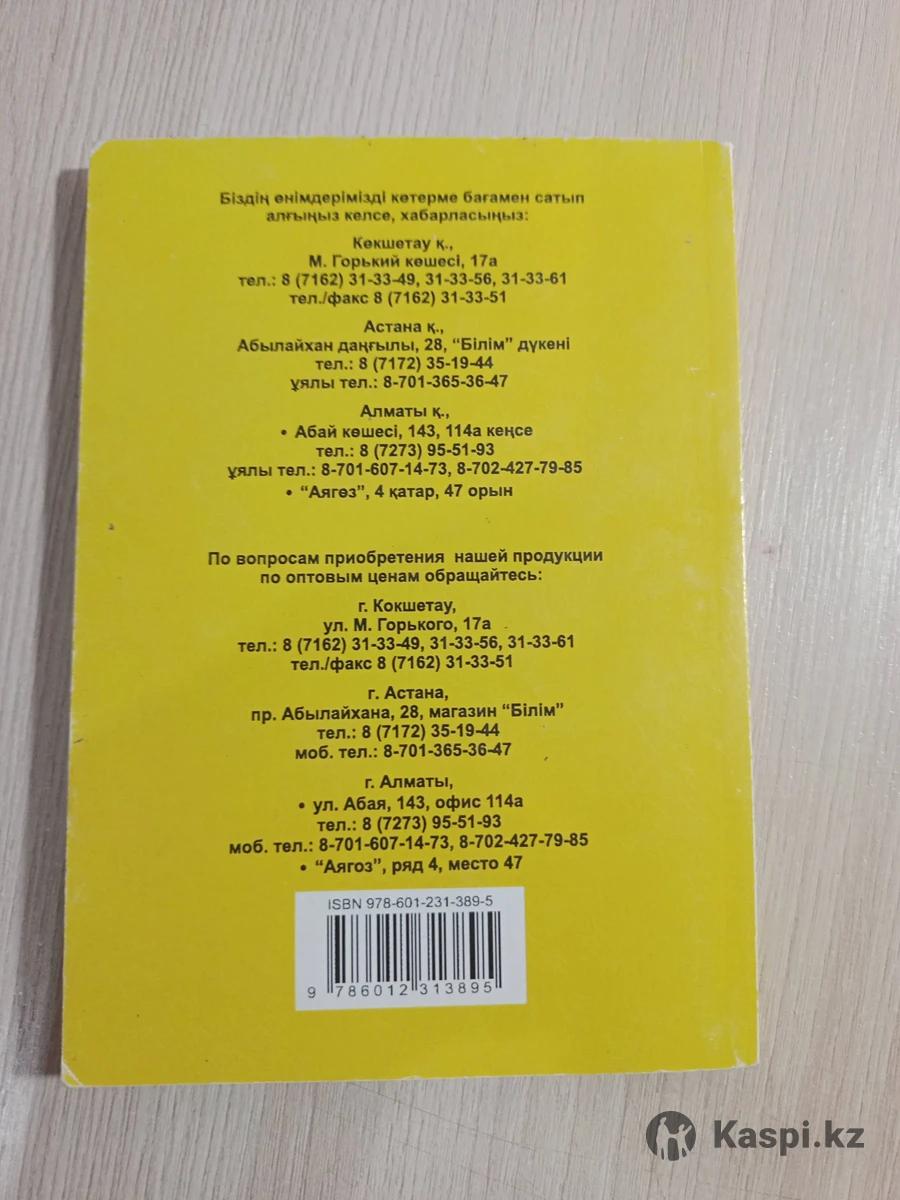 Біздің өнімдерімізді көтерме бағамен сатып
алғыңыз келсе, хабарласыңыз:
Көкшетау қ.,
М. Горький көшесі, 17а
тел.: 8 (7162) 31-33-49, 31-33-56, 31-33-61
тел./факс 8 (7162) 31-33-51
Астана қ.,
Абылайхан даңғылы, 28, “Білім” дүкені
тел.: 8 (7172) 35-19-44
ұялы тел.: 8-701-365-36-47
Алматы қ.,
• Абай көшесі, 143, 114а кеңсе
тел.: 8 (7273) 95-51-93
ұялы тел.: 8-701-607-14-73, 8-702-427-79-85
• “Аягөз”, 4 қатар, 47 орын
По вопросам приобретения нашей продукции
по оптовым ценам обращайтесь:
г. Кокшетау,
ул. М. Горького, 17а
тел.: 8 (7162) 31-33-49, 31-33-56, 31-33-61
тел./факс 8 (7162) 31-33-51
г. Астана,
пр. Абылайхана, 28, магазин “Білім”
тел.: 8 (7172) 35-19-44
моб. тел.: 8-701-365-36-47
г. Алматы,
• ул. Абая, 143, офис 114а
тел.: 8 (7273) 95-51-93
моб. тел.: 8-701-607-14-73, 8-702-427-79-85
• “Аягоз”, ряд 4, место 47
ISBN 978-601-231-389-5
9 786012 313895
Kaspi.kz